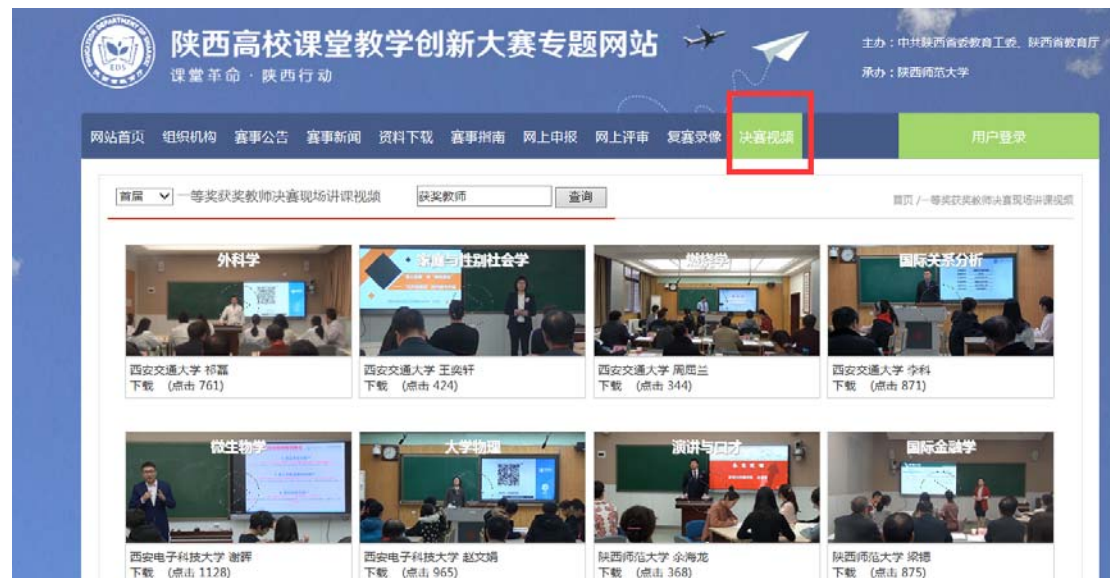 陕西高校课堂教学创新大赛专题网站
课堂革命 · 陕西行动
主办：中共陕西省委教育工委、陕西省教育厅
承办：陕西师范大学
网站首页 组织机构 赛事公告 赛事新闻 资料下载 赛事指南 网上申报 网上评审 复赛录像 决赛视频 用户登录
首届 一等奖获奖教师决赛现场讲课视频 获奖教师 查询 首页 /一等奖获奖教师决赛现场讲课视频
外科学 家庭与性别社会学 燃烧学 国际关系分析
西安交通大学 祁磊 西安交通大学 王奕轩 西安交通大学 周屈兰 西安交通大学 李科
下载 (点击 761) 下载 (点击 424) 下载 (点击 344) 下载 (点击 871)
微生物学 大学物理 演讲与口才 国际金融学
西安电子科技大学 谢晖 西安电子科技大学 赵文娟 陕西师范大学 余海龙 陕西师范大学 梁德
下载 (点击 1128) 下载 (点击 965) 下载 (点击 368) 下载 (点击 875)